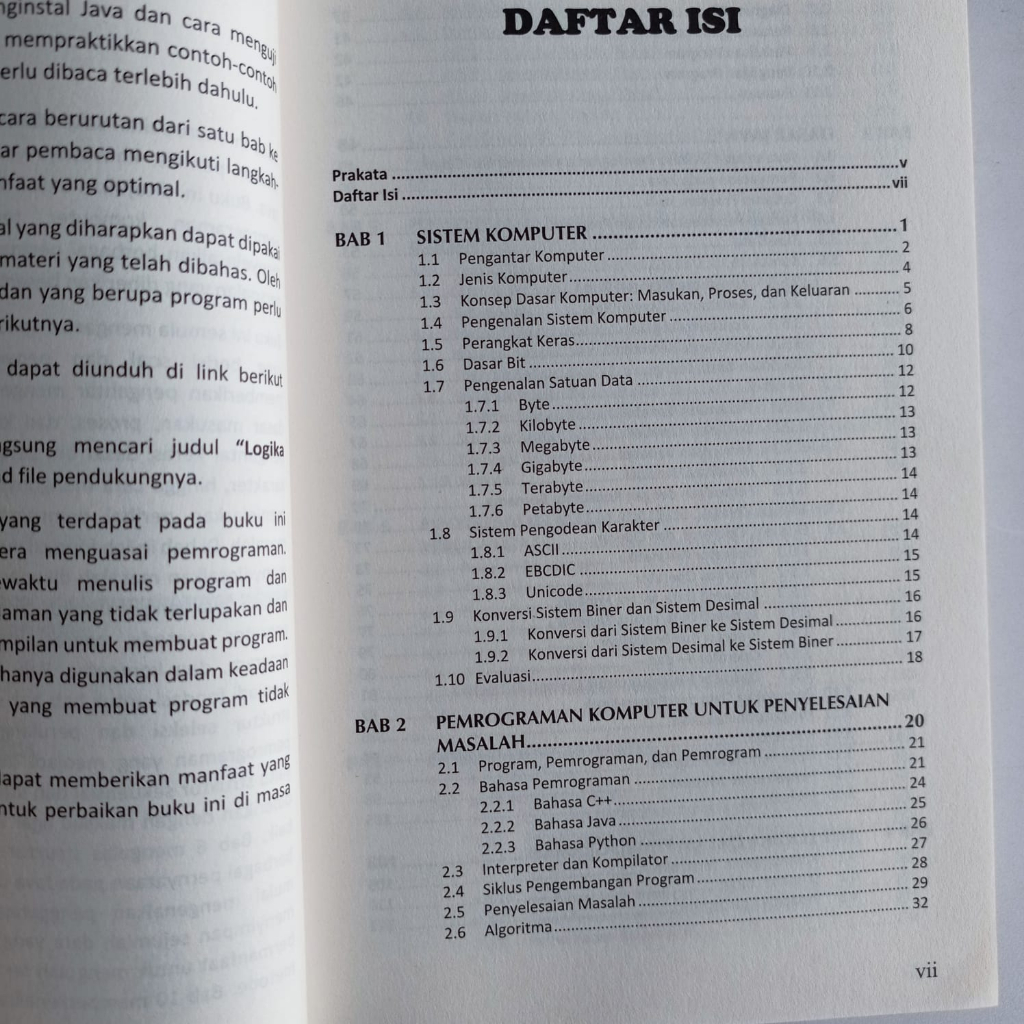 nginstal Java dan cara menguji
mempraktikkan contoh-contoh
erlu dibaca terlebih dahulu.
cara berurutan dari satu bab ke
ar pembaca mengikuti langkah-
nfaat yang optimal.
al yang diharapkan dapat dipakai
materi yang telah dibahas. Oleh
dan yang berupa program perlu
rikutnya.
dapat diunduh di link berikut
gsung mencari judul "Logika
d file pendukungnya.
yang terdapat pada buku ini
era menguasai pemrograman.
ewaktu menulis program dan
aman yang tidak terlupakan dan
mpilan untuk membuat program.
hanya digunakan dalam keadaan
yang membuat program tidak
dapat memberikan manfaat yang
ntuk perbaikan buku ini di masa
DAFTAR ISI
Prakata ... v
Daftar Isi ... vii
BAB 1 SISTEM KOMPUTER ... 1
1.1 Pengantar Komputer ... 2
1.2 Jenis Komputer ... 4
1.3 Konsep Dasar Komputer: Masukan, Proses, dan Keluaran ... 5
1.4 Pengenalan Sistem Komputer ... 6
1.5 Perangkat Keras ... 8
1.6 Dasar Bit ... 10
1.7 Pengenalan Satuan Data ... 12
1.7.1 Byte ... 12
1.7.2 Kilobyte ... 13
1.7.3 Megabyte ... 13
1.7.4 Gigabyte ... 13
1.7.5 Terabyte ... 14
1.7.6 Petabyte ... 14
1.8 Sistem Pengodean Karakter ... 14
1.8.1 ASCII ... 14
1.8.2 EBCDIC ... 15
1.8.3 Unicode ... 15
1.9 Konversi Sistem Biner dan Sistem Desimal ... 16
1.9.1 Konversi dari Sistem Biner ke Sistem Desimal ... 16
1.9.2 Konversi dari Sistem Desimal ke Sistem Biner ... 17
1.10 Evaluasi ... 18
BAB 2 PEMROGRAMAN KOMPUTER UNTUK PENYELESAIAN
MASALAH ... 20
2.1 Program, Pemrograman, dan Pemrogram ... 21
2.2 Bahasa Pemrograman ... 21
2.2.1 Bahasa C++ ... 24
2.2.2 Bahasa Java ... 25
2.2.3 Bahasa Python ... 26
2.3 Interpreter dan Kompilator ... 27
2.4 Siklus Pengembangan Program ... 28
2.5 Penyelesaian Masalah ... 29
2.6 Algoritma ... 32
vii